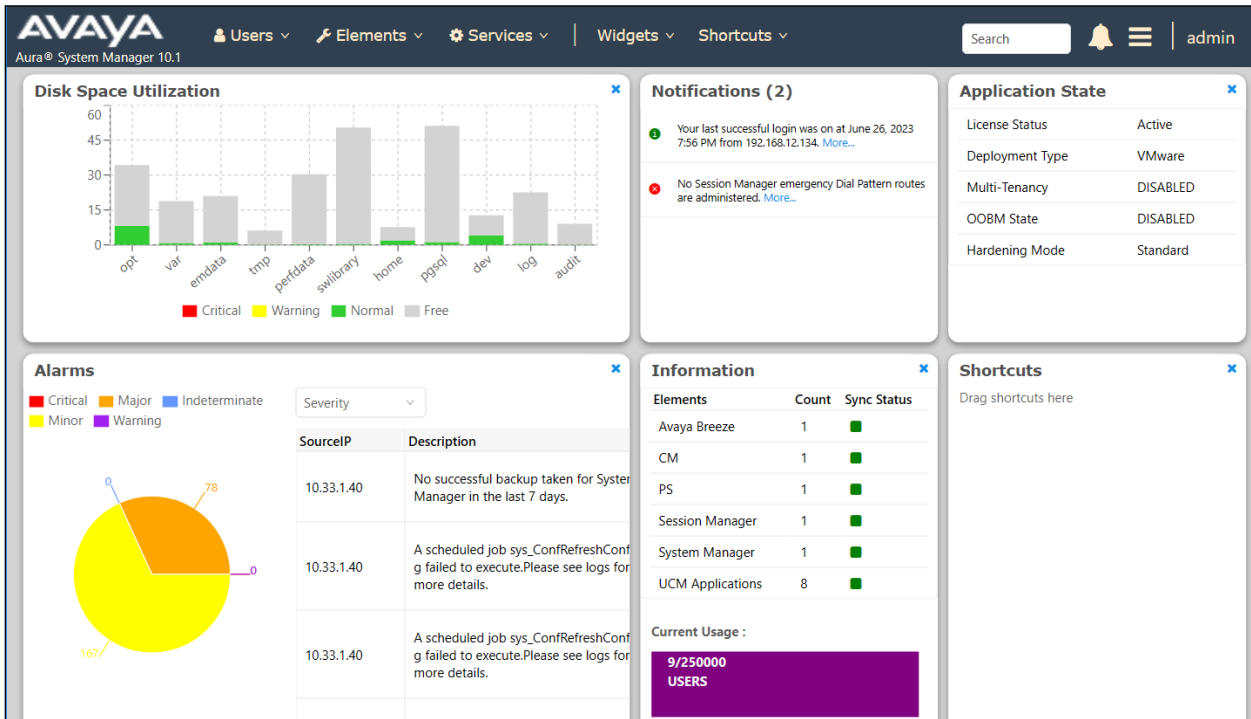 AVAYA
Aura® System Manager 10.1
Users
Elements
Services
Widgets
Shortcuts
Search
admin
Disk Space Utilization
60
45
30
15
0
opt
var
emdata
tmp
perfdata
swlibrary
home
pgsql
dev
log
audit
Critical Warning Normal Free
Notifications (2)
Your last successful login was on at June 26, 2023
7:56 PM from 192.168.12.134. More...
No Session Manager emergency Dial Pattern routes
are administered. More...
Application State
License Status Active
Deployment Type VMware
Multi-Tenancy DISABLED
OOBM State DISABLED
Hardening Mode Standard
Alarms
Critical Major Indeterminate
Minor Warning
0
78
0
167
Severity
SourceIP Description
10.33.1.40
No successful backup taken for System
Manager in the last 7 days.
10.33.1.40
A scheduled job sys_ConfRefreshConf
g failed to execute.Please see logs for
more details.
10.33.1.40
A scheduled job sys_ConfRefreshConf
g failed to execute.Please see logs for
more details.
Information
Elements Count Sync Status
Avaya Breeze 1
CM 1
PS 1
Session Manager 1
System Manager 1
UCM Applications 8
Current Usage :
9/250000
USERS
Shortcuts
Drag shortcuts here